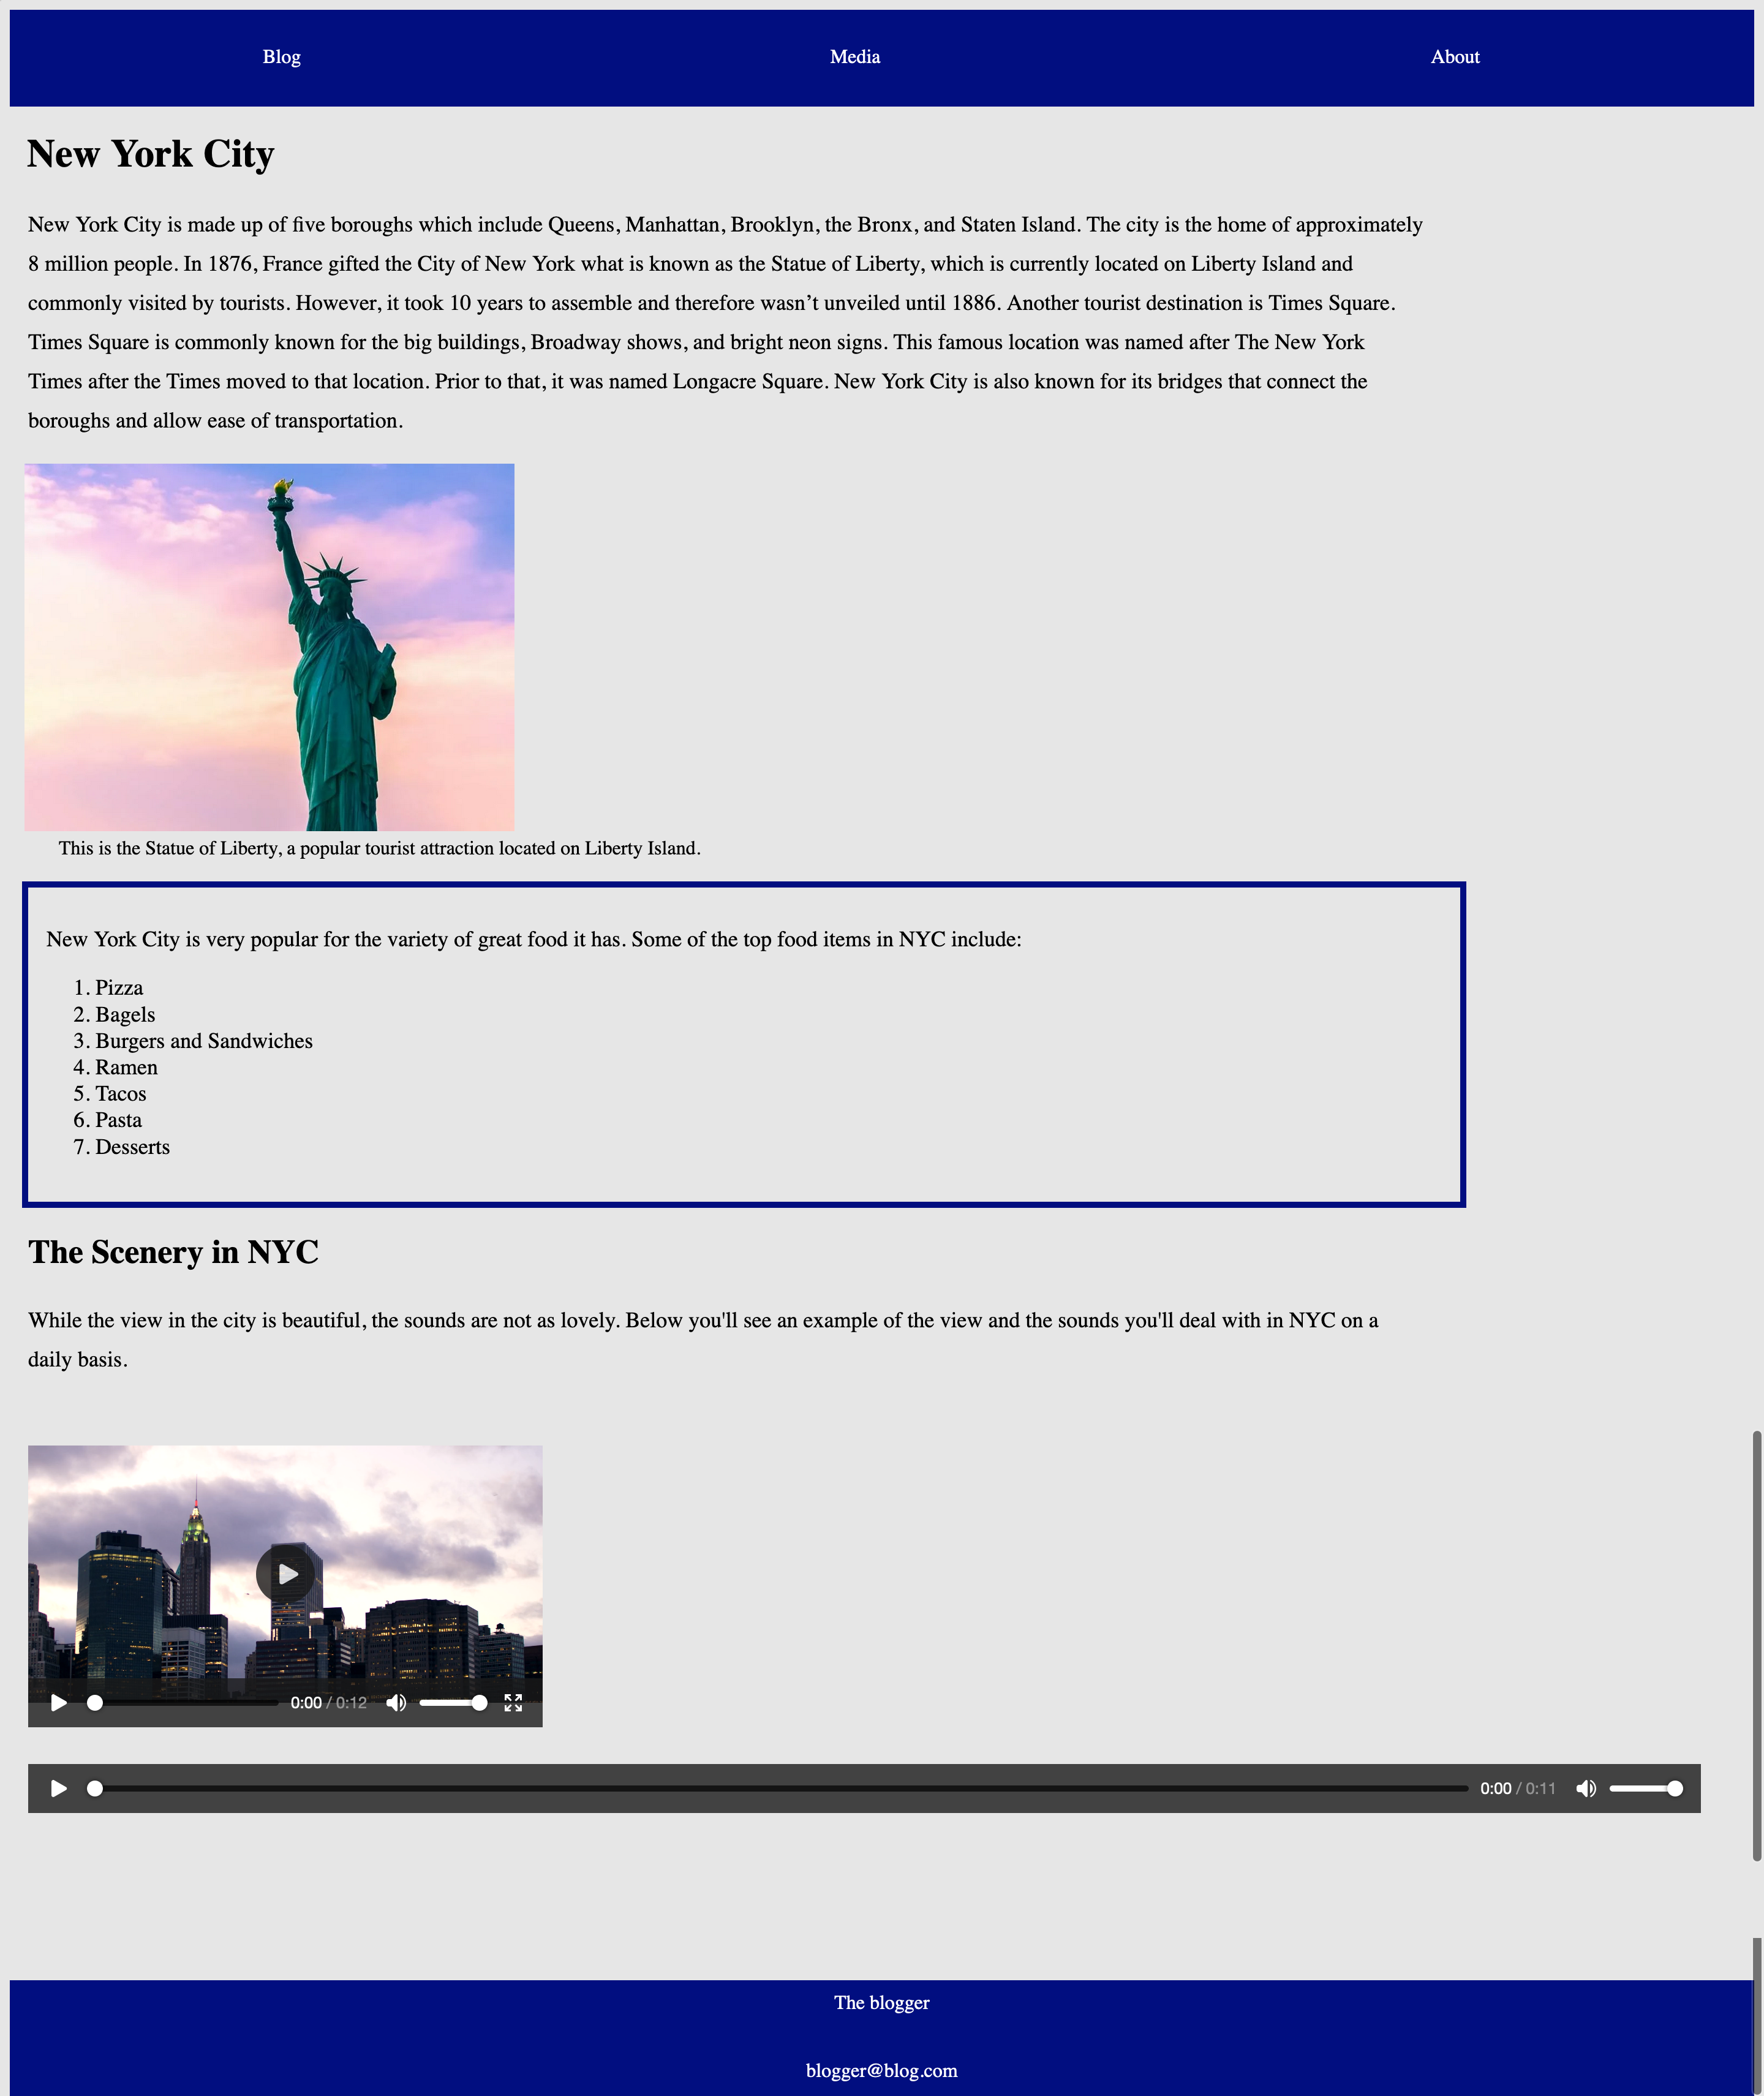 Blog Media About
New York City
New York City is made up of five boroughs which include Queens, Manhattan, Brooklyn, the Bronx, and Staten Island. The city is the home of approximately
8 million people. In 1876, France gifted the City of New York what is known as the Statue of Liberty, which is currently located on Liberty Island and
commonly visited by tourists. However, it took 10 years to assemble and therefore wasn’t unveiled until 1886. Another tourist destination is Times Square.
Times Square is commonly known for the big buildings, Broadway shows, and bright neon signs. This famous location was named after The New York
Times after the Times moved to that location. Prior to that, it was named Longacre Square. New York City is also known for its bridges that connect the
boroughs and allow ease of transportation.
This is the Statue of Liberty, a popular tourist attraction located on Liberty Island.
New York City is very popular for the variety of great food it has. Some of the top food items in NYC include:
1. Pizza
2. Bagels
3. Burgers and Sandwiches
4. Ramen
5. Tacos
6. Pasta
7. Desserts
The Scenery in NYC
While the view in the city is beautiful, the sounds are not as lovely. Below you'll see an example of the view and the sounds you'll deal with in NYC on a
daily basis.
0:00 / 0:12
0:00 / 0:11
The blogger
blogger@blog.com